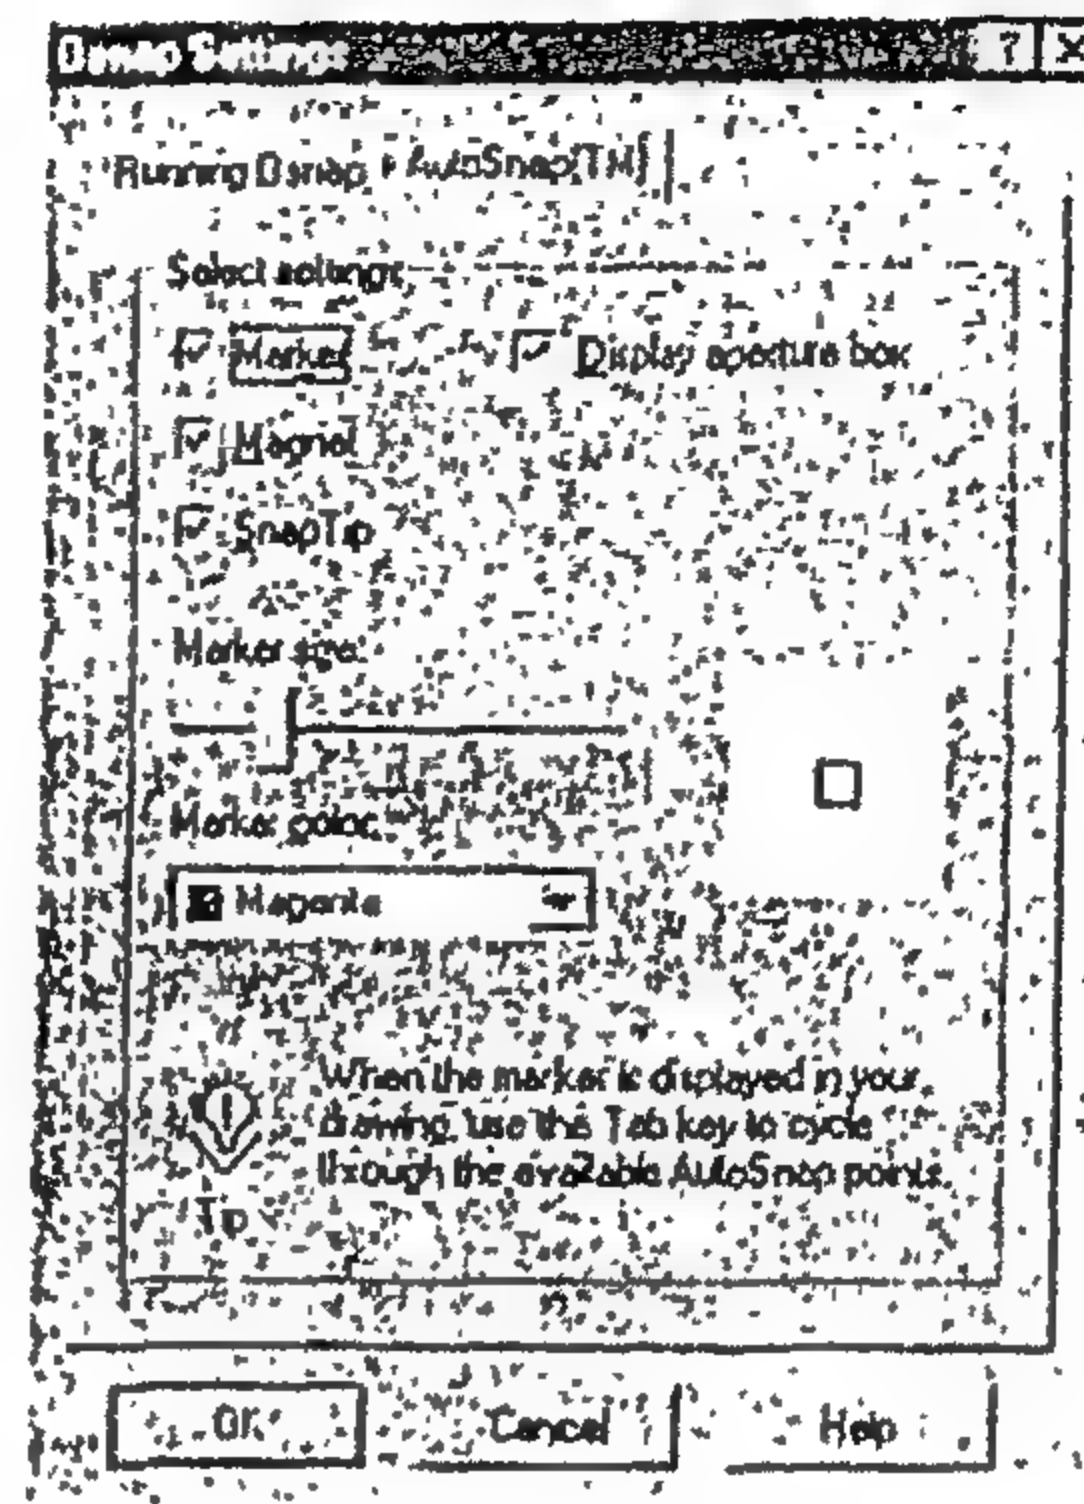 Osnap Settings
? ×
Running Osnap AutoSnap(TM)
Select settings
Marker Display aperture box
Magnet
SnapTip
Marker size:
Marker color:
Magenta
When the marker is displayed in your
drawing, use the Tab key to cycle
through the available AutoSnap points.
Tip
OK Cancel Help